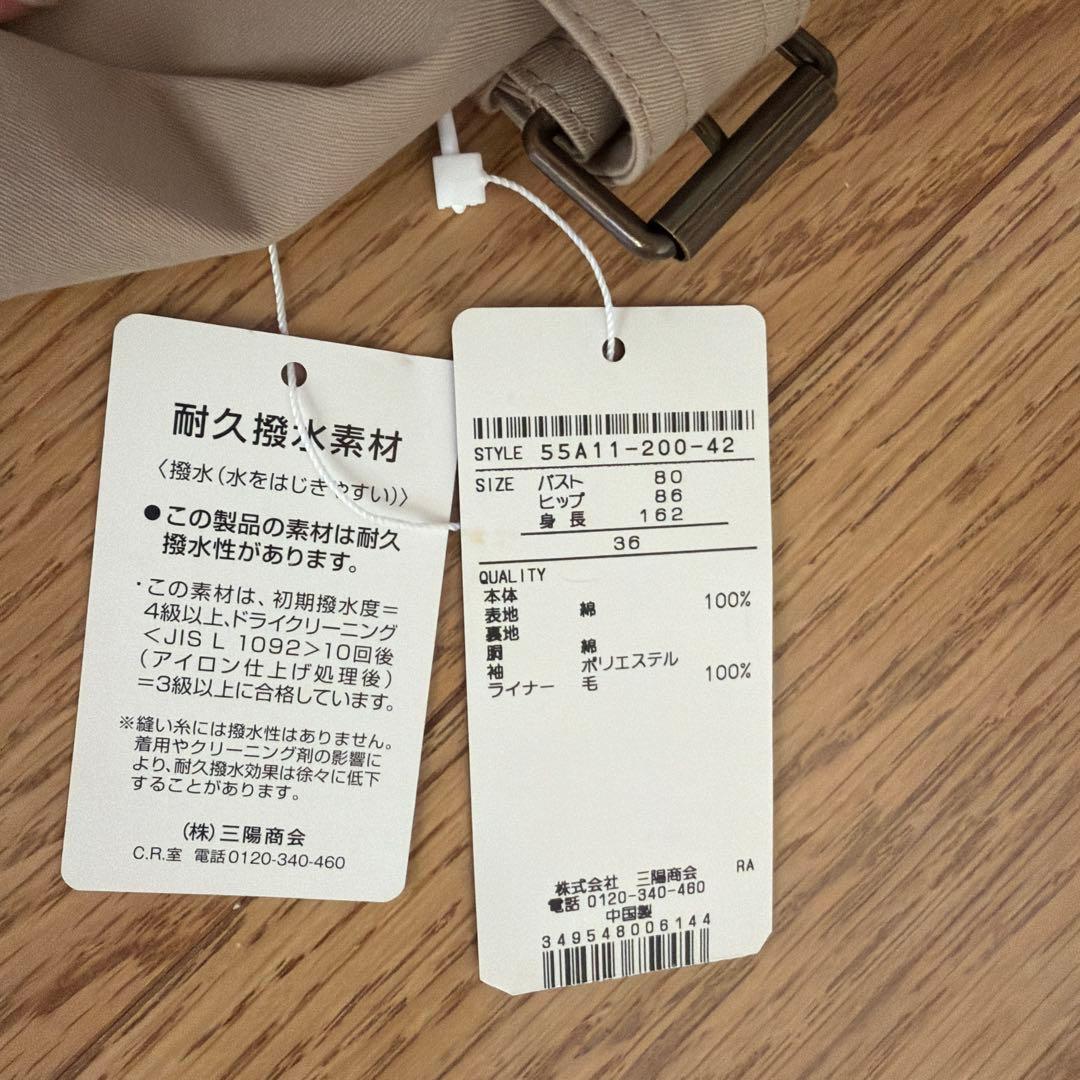 耐久撥水素材
〈撥水(水をはじきやすい)〉
●この製品の素材は耐久
撥水性があります。
・この素材は、初期撥水度=
4級以上、ドライクリーニング
<JIS L 1092>10回後
(アイロン仕上げ処理後)
=3級以上に合格しています。
※縫い糸には撥水性はありません。
着用やクリーニング剤の影響に
より、耐久撥水効果は徐々に低下
することがあります。
(株)三陽商会
C.R.室 電話0120-340-460
STYLE 55A11-200-42
SIZE バスト 80
ヒップ 86
身長 162
36
QUALITY
本体
表地 綿 100%
裏地
胴 綿
袖 ポリエステル
ライナー 毛 100%
RA
株式会社 三陽商会
電話 0120-340-460
中国製
349548006144